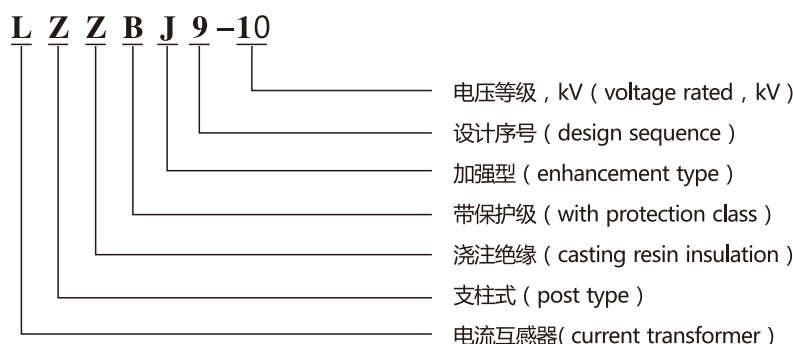 LZZBJ9-10
电压等级，kV（voltage rated，kV）
设计序号（design sequence）
加强型（enhancement type）
带保护级（with protection class）
浇注绝缘（casting resin insulation）
支柱式（post type）
电流互感器( current transformer）